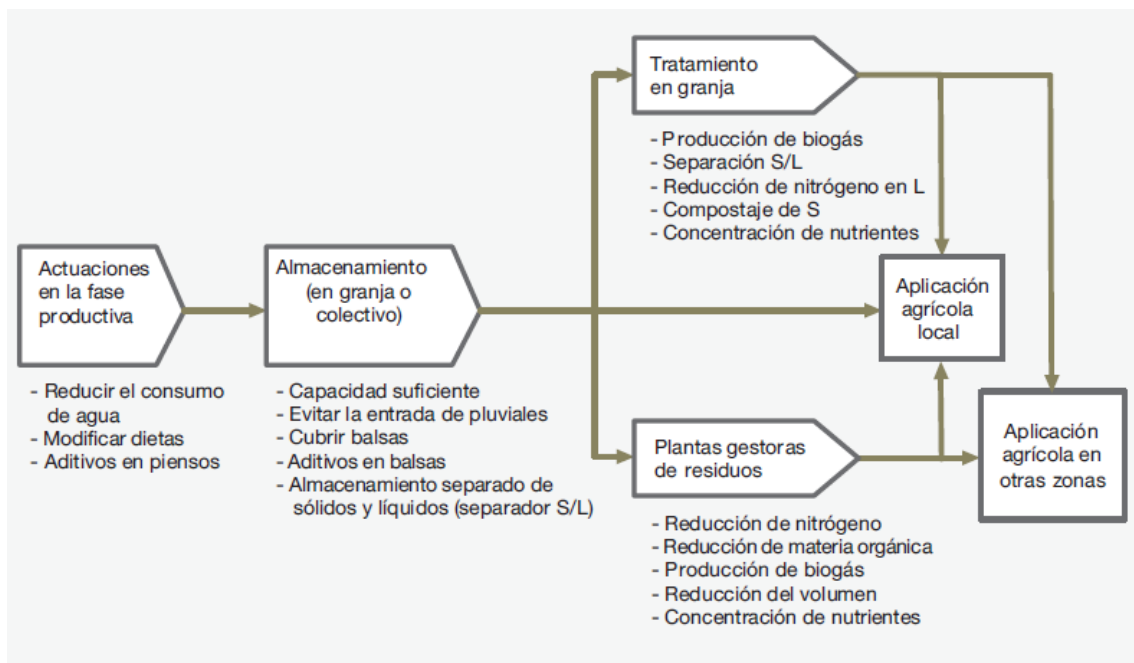 Actuaciones
en la fase
productiva
- Reducir el consumo
de agua
- Modificar dietas
- Aditivos en piensos
Almacenamiento
(en granja o
colectivo)
- Capacidad suficiente
- Evitar la entrada de pluviales
- Cubrir balsas
- Aditivos en balsas
- Almacenamiento separado de
sólidos y líquidos (separador S/L)
Tratamiento
en granja
- Producción de biogás
- Separación S/L
- Reducción de nitrógeno en L
- Compostaje de S
- Concentración de nutrientes
Plantas gestoras
de residuos
- Reducción de nitrógeno
- Reducción de materia orgánica
- Producción de biogás
- Reducción del volumen
- Concentración de nutrientes
Aplicación
agrícola
local
Aplicación
agrícola en
otras zonas